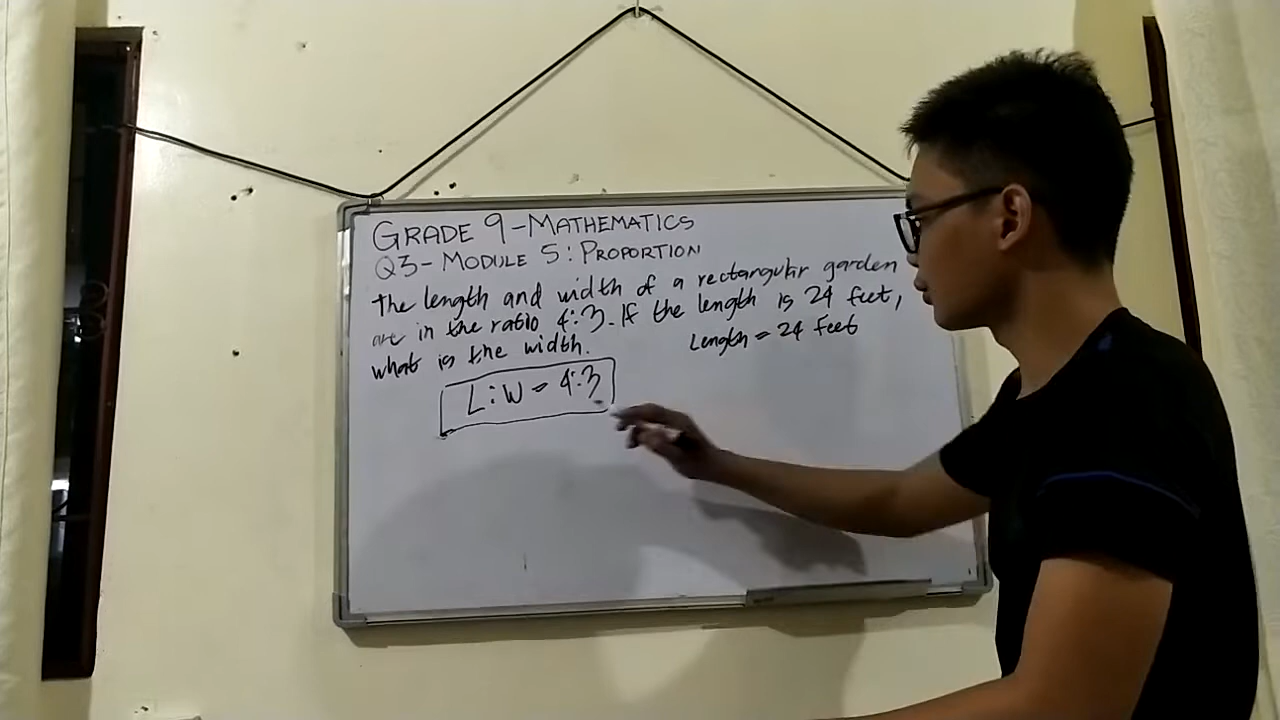 GRADE 9-MATHEMATICS
Q3-MODULE 5: PROPORTION
The length and width of a rectangular garden
are in the ratio 4:3. If the length is 24 feet,
what is the width.
Length = 24 feet
L:W = 4:3